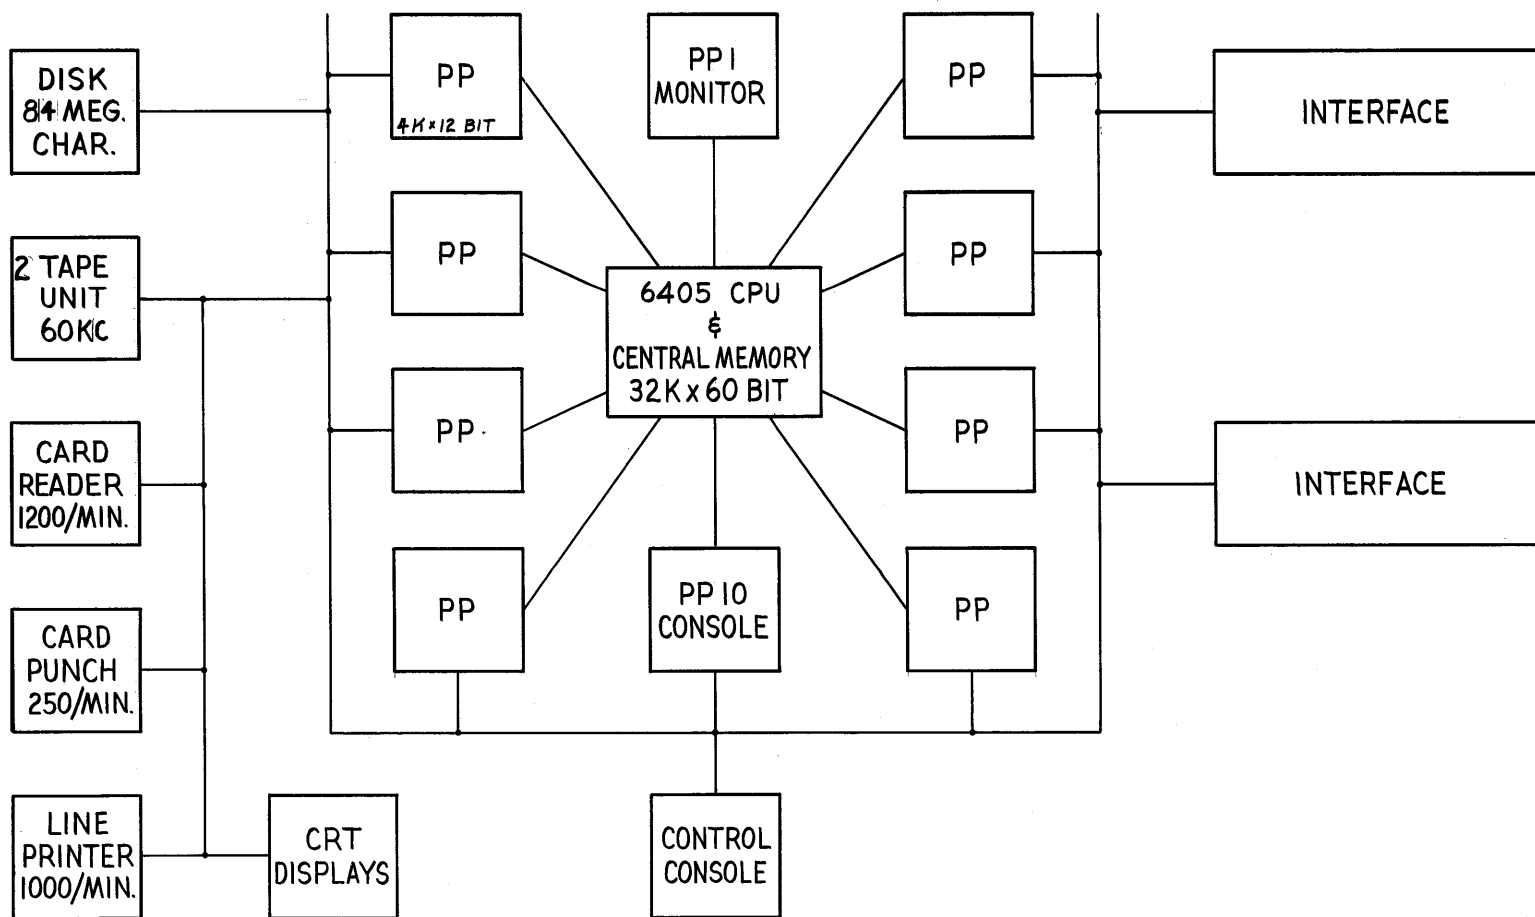 DISK
84 MEG.
CHAR.
2 TAPE
UNIT
60KC
CARD
READER
1200/MIN.
CARD
PUNCH
250/MIN.
LINE
PRINTER
1000/MIN.
CRT
DISPLAYS
PP
4K x 12 BIT
PP
PP
PP
PP 1
MONITOR
6405 CPU
&
CENTRAL MEMORY
32K x 60 BIT
PP 10
CONSOLE
CONTROL
CONSOLE
PP
PP
PP
PP
INTERFACE
INTERFACE